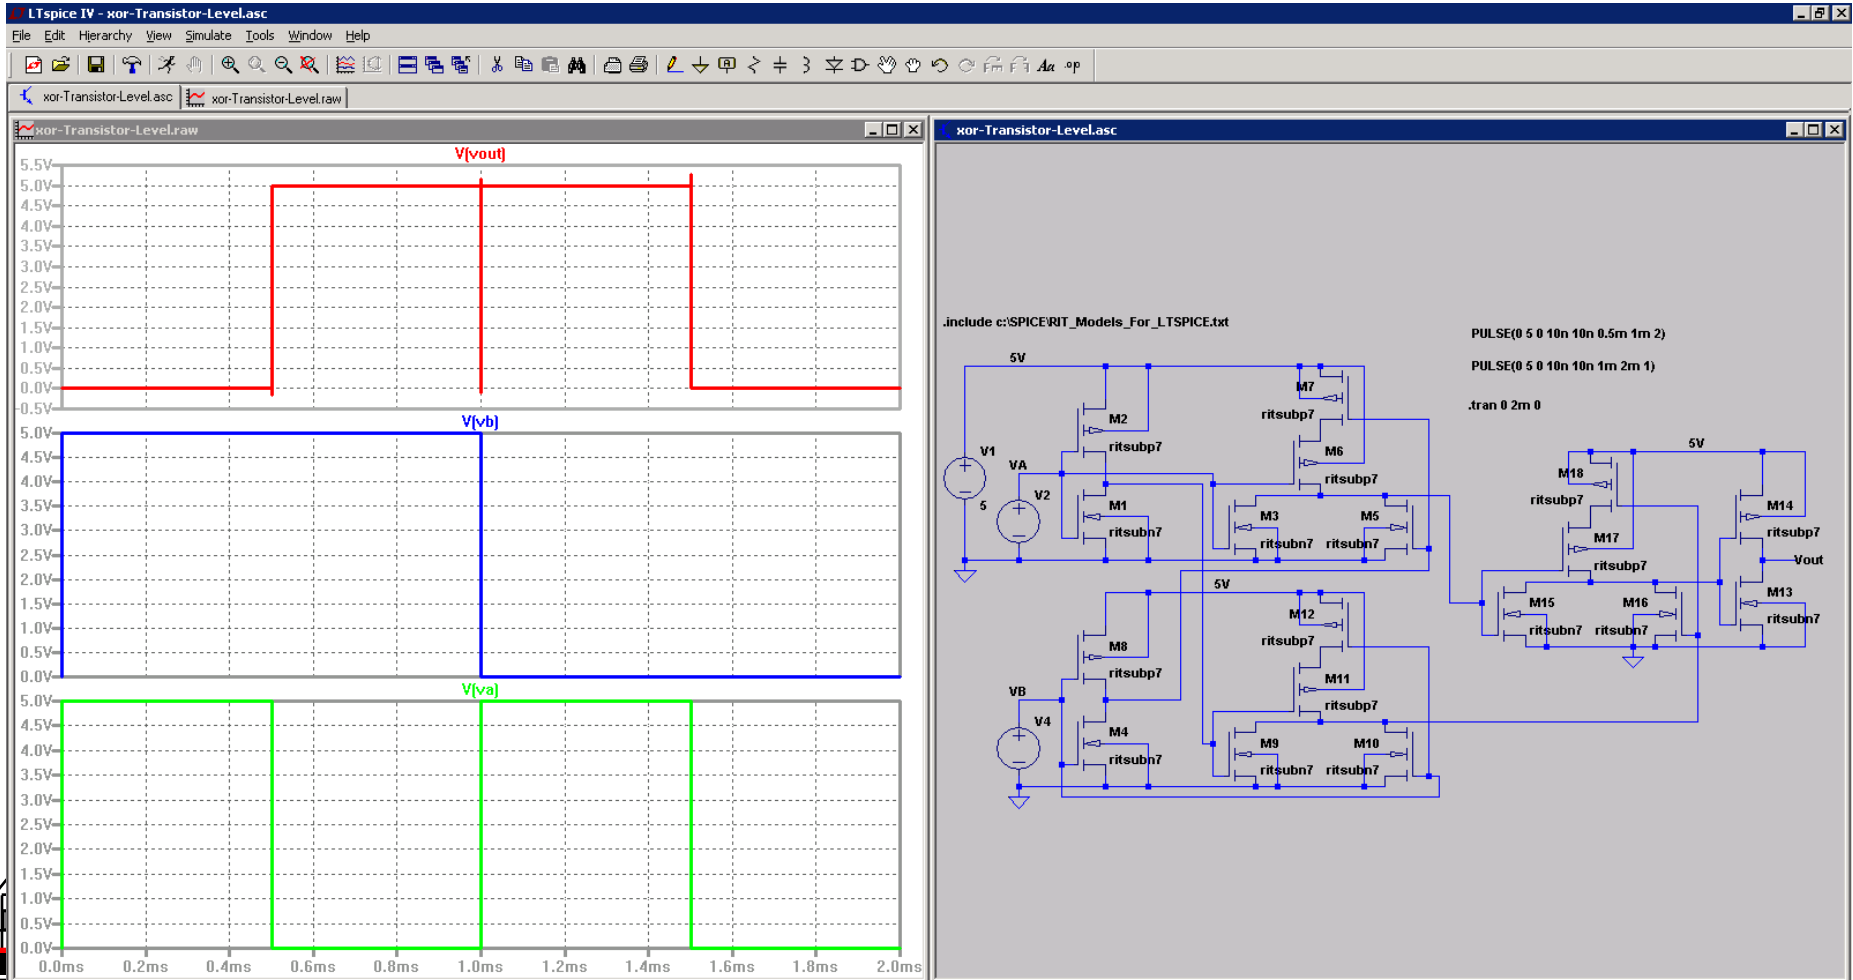 LTspice IV - xor-Transistor-Level.asc
File Edit Hierarchy View Simulate Tools Window Help
xor-Transistor-Level.asc xor-Transistor-Level.raw
xor-Transistor-Level.raw
V(vout)
5.5V
5.0V
4.5V
4.0V
3.5V
3.0V
2.5V
2.0V
1.5V
1.0V
0.5V
0.0V
-0.5V
V(vb)
5.0V
4.5V
4.0V
3.5V
3.0V
2.5V
2.0V
1.5V
1.0V
0.5V
0.0V
V(va)
5.0V
4.5V
4.0V
3.5V
3.0V
2.5V
2.0V
1.5V
1.0V
0.5V
0.0V
0.0ms 0.2ms 0.4ms 0.6ms 0.8ms 1.0ms 1.2ms 1.4ms 1.6ms 1.8ms 2.0ms
xor-Transistor-Level.asc
.include c:\SPICE\RIT_Models_For_LTSPICE.txt
PULSE(0 5 0 10n 10n 0.5m 1m 2)
PULSE(0 5 0 10n 10n 1m 2m 1)
.tran 0 2m 0
5V
V1
5
VA
V2
M2
ritsubp7
M1
ritsubn7
M7
ritsubp7
M6
ritsubp7
M3
ritsubn7
M5
ritsubn7
5V
VB
V4
M8
ritsubp7
M4
ritsubn7
M12
ritsubp7
M11
ritsubp7
M9
ritsubn7
M10
ritsubn7
5V
M18
ritsubp7
M17
ritsubp7
M15
ritsubn7
M16
ritsubn7
M14
ritsubp7
Vout
M13
ritsubn7